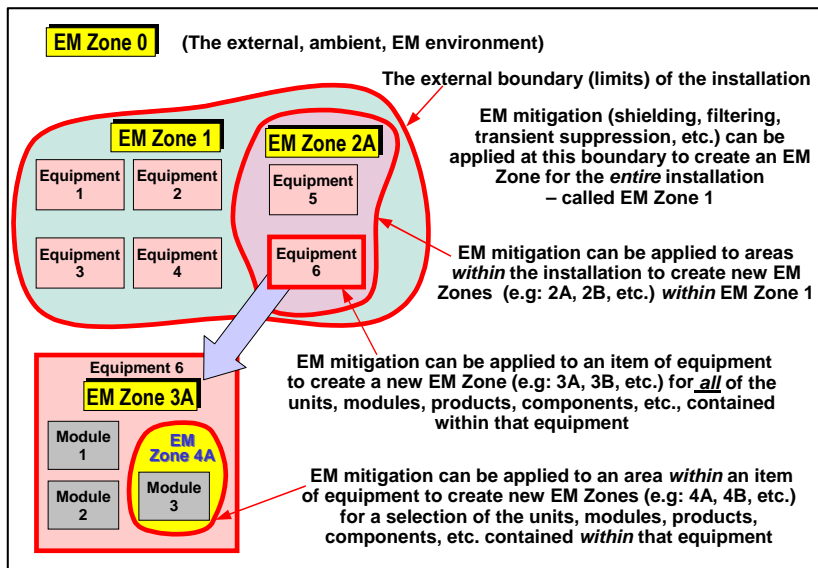 EM Zone 0
(The external, ambient, EM environment)
The external boundary (limits) of the installation
EM mitigation (shielding, filtering,
transient suppression, etc.) can be
applied at this boundary to create an EM
Zone for the entire installation
– called EM Zone 1
EM Zone 1
EM Zone 2A
Equipment
1
Equipment
2
Equipment
5
Equipment
3
Equipment
4
Equipment
6
EM mitigation can be applied to areas
within the installation to create new EM
Zones (e.g: 2A, 2B, etc.) within EM Zone 1
EM mitigation can be applied to an item of equipment
to create a new EM Zone (e.g: 3A, 3B, etc.) for all of the
units, modules, products, components, etc., contained
within that equipment
Equipment 6
EM Zone 3A
Module
1
EM
Zone 4A
Module
2
Module
3
EM mitigation can be applied to an area within an item
of equipment to create new EM Zones (e.g: 4A, 4B, etc.)
for a selection of the units, modules, products,
components, etc. contained within that equipment